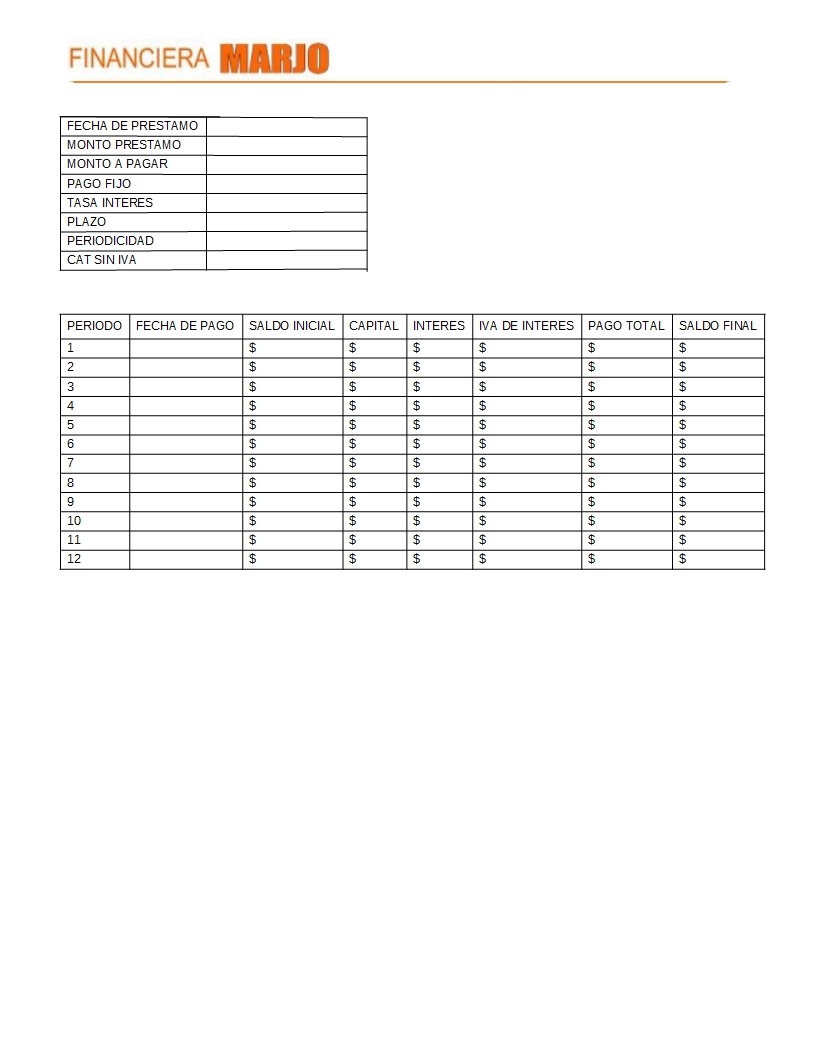 FINANCIERA MARJO
FECHA DE PRESTAMO
MONTO PRESTAMO
MONTO A PAGAR
PAGO FIJO
TASA INTERES
PLAZO
PERIODICIDAD
CAT SIN IVA
PERIODO FECHA DE PAGO SALDO INICIAL CAPITAL INTERES IVA DE INTERES PAGO TOTAL SALDO FINAL
1 $ $ $ $ $ $
2 $ $ $ $ $ $
3 $ $ $ $ $ $
4 $ $ $ $ $ $
5 $ $ $ $ $ $
6 $ $ $ $ $ $
7 $ $ $ $ $ $
8 $ $ $ $ $ $
9 $ $ $ $ $ $
10 $ $ $ $ $ $
11 $ $ $ $ $ $
12 $ $ $ $ $ $